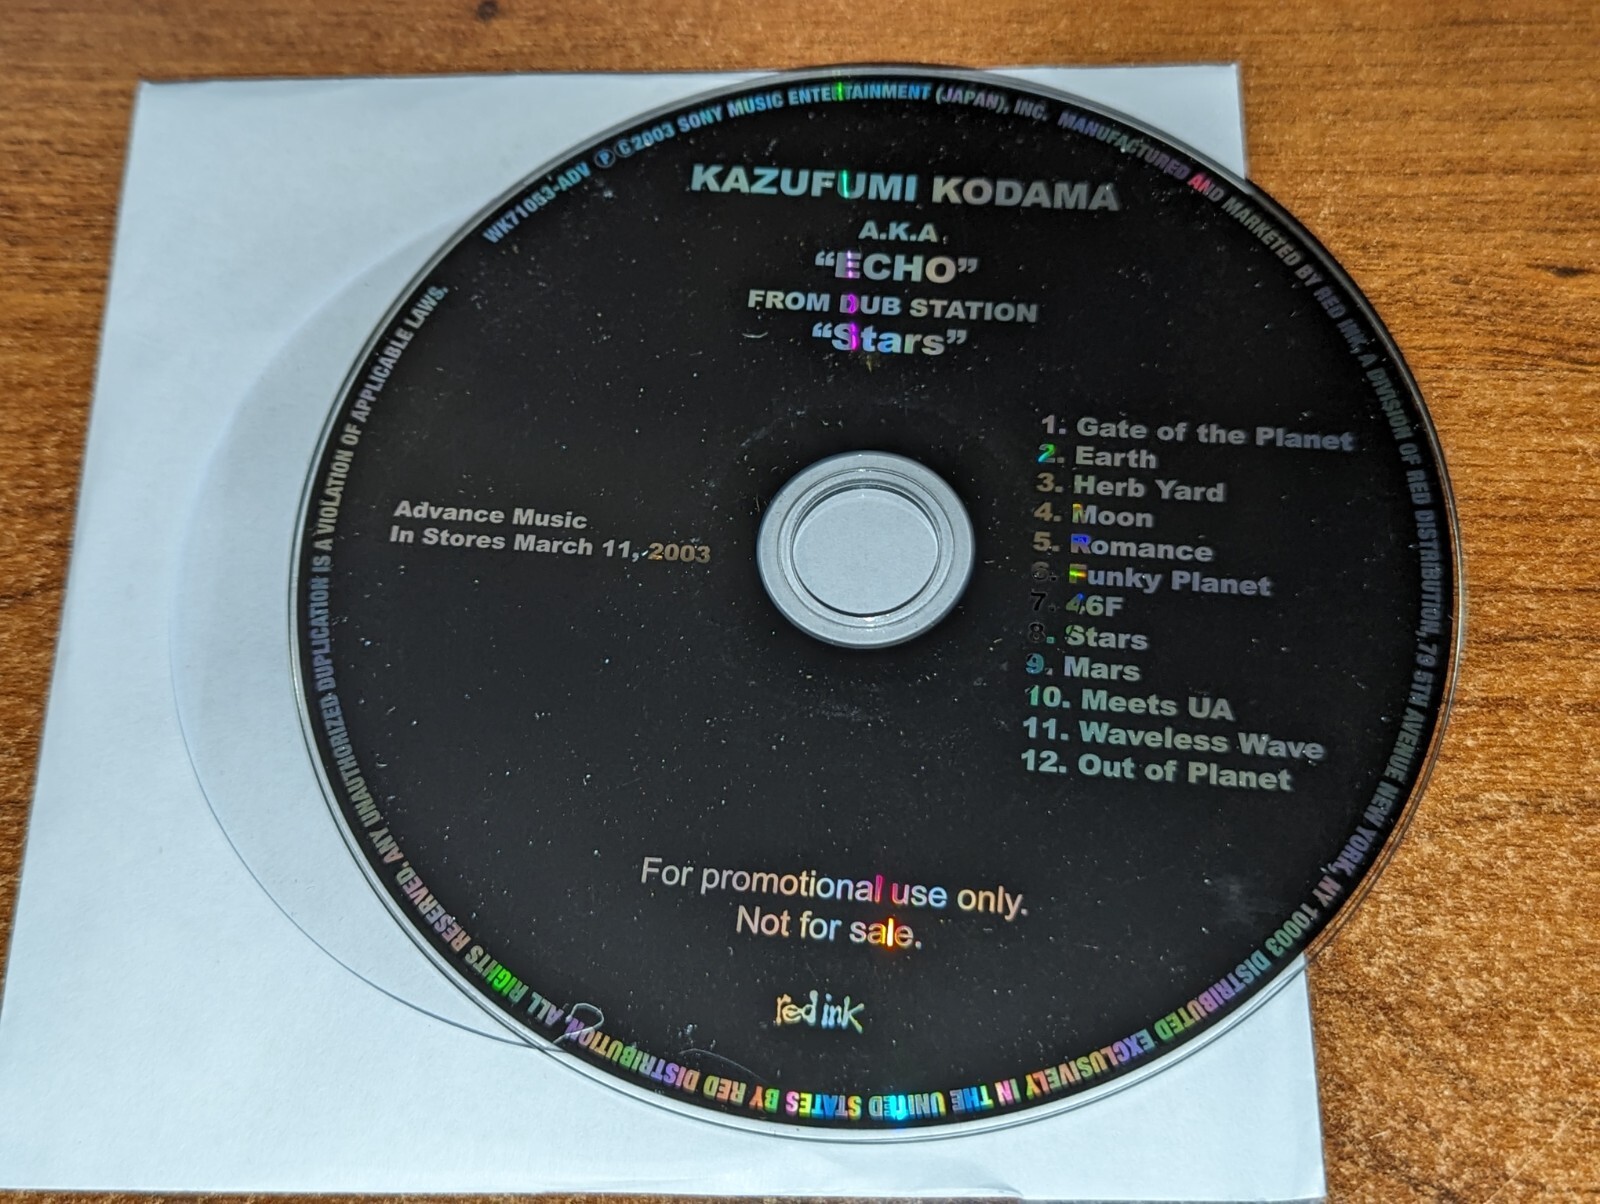 WK71053-ADV ℗©2003 SONY MUSIC ENTERTAINMENT (JAPAN), INC. MANUFACTURED AND MARKETED BY RED INK, A DIVISION OF RED DISTRIBUTION, 79 5TH AVENUE NEW YORK, NY 10003 DISTRIBUTED EXCLUSIVELY IN THE UNITED STATES BY RED DISTRIBUTION, ALL RIGHTS RESERVED. ANY UNAUTHORIZED DUPLICATION IS A VIOLATION OF APPLICABLE LAWS.
KAZUFUMI KODAMA
A.K.A
“ECHO”
FROM DUB STATION
“Stars”
Advance Music
In Stores March 11, 2003
1. Gate of the Planet
2. Earth
3. Herb Yard
4. Moon
5. Romance
6. Funky Planet
7. 46F
8. Stars
9. Mars
10. Meets UA
11. Waveless Wave
12. Out of Planet
For promotional use only.
Not for sale.
red ink